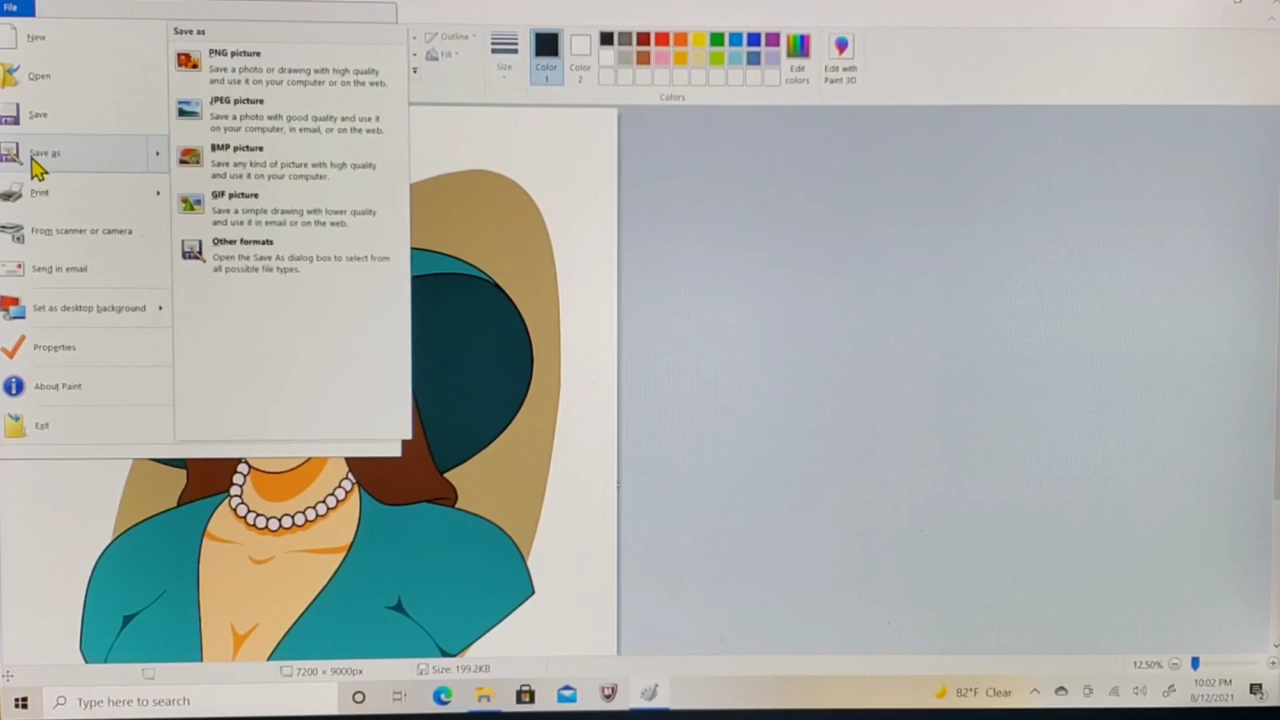 File
New
Open
Save
Save as
Print
From scanner or camera
Send in email
Set as desktop background
Properties
About Paint
Exit
Save as
PNG picture
Save a photo or drawing with high quality
and use it on your computer or on the web.
JPEG picture
Save a photo with good quality and use it
on your computer, in email, or on the web.
BMP picture
Save any kind of picture with high quality
and use it on your computer.
GIF picture
Save a simple drawing with lower quality
and use it in email or on the web.
Other formats
Open the Save As dialog box to select from
all possible file types.
Outline
Fill
Size
Color
1
Color
2
Edit
colors
Edit with
Paint 3D
Colors
7200 × 9000px
Size: 199.2KB
12.50%
Type here to search
82°F Clear
10:02 PM
8/12/2021
2